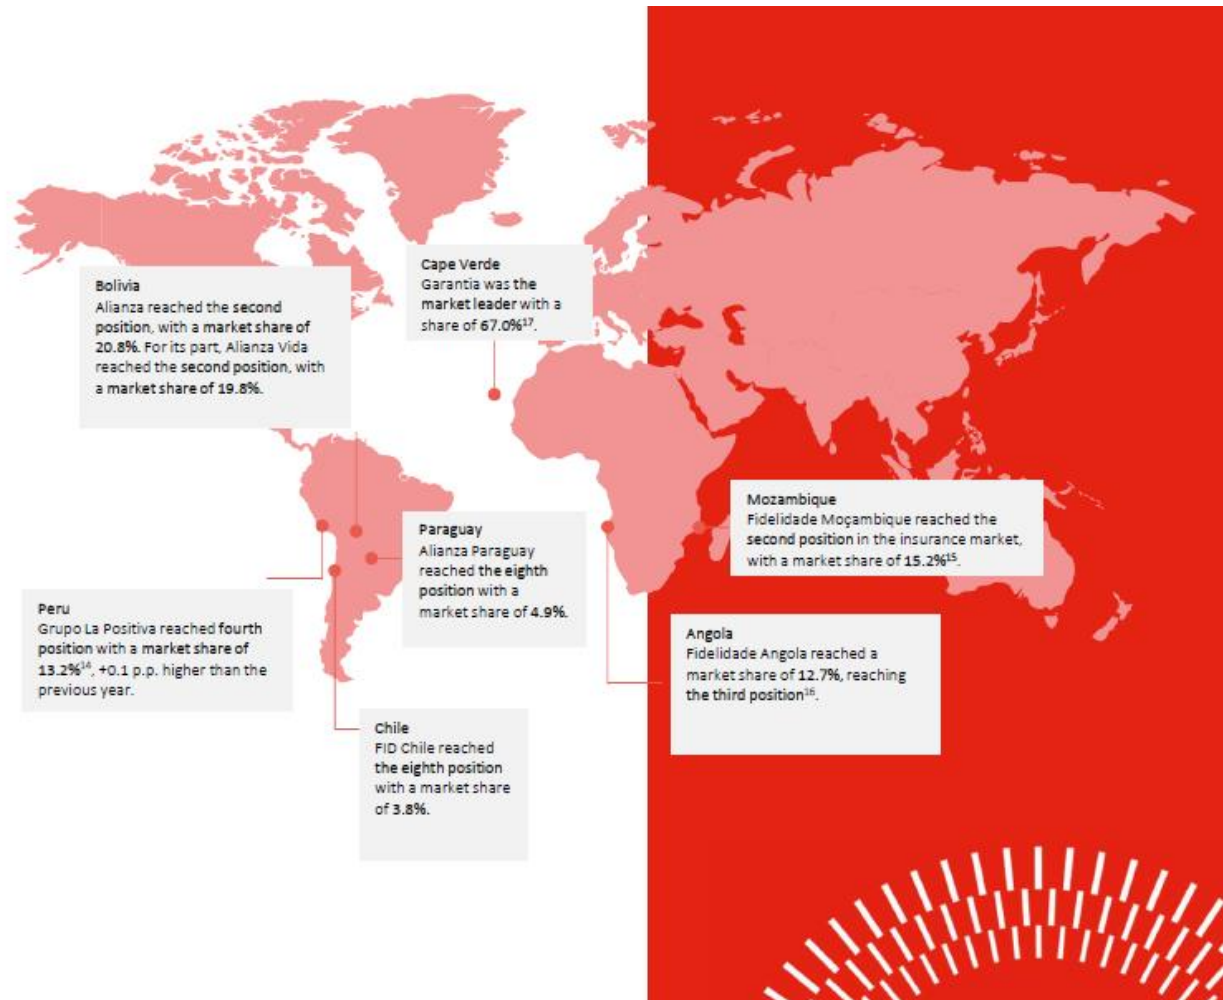 Bolivia
Alianza reached the second
position, with a market share of
20.8%. For its part, Alianza Vida
reached the second position, with
a market share of 19.8%.
Cape Verde
Garantia was the
market leader with a
share of 67.0%¹⁷.
Paraguay
Alianza Paraguay
reached the eighth
position with a
market share of 4.9%.
Mozambique
Fidelidade Moçambique reached the
second position in the insurance market,
with a market share of 15.2%¹⁵.
Peru
Grupo La Positiva reached fourth
position with a market share of
13.2%¹⁴, +0.1 p.p. higher than the
previous year.
Angola
Fidelidade Angola reached a
market share of 12.7%, reaching
the third position¹⁶.
Chile
FID Chile reached
the eighth position
with a market share
of 3.8%.